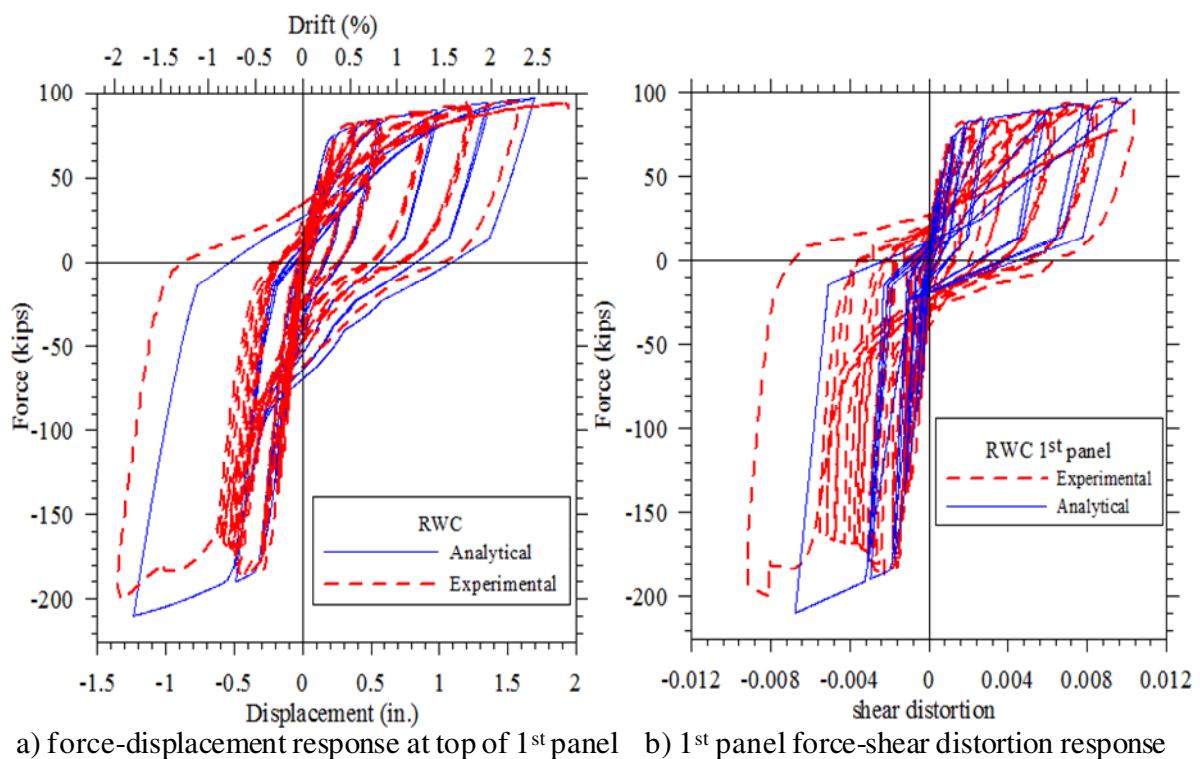 Drift (%)
-2 -1.5 -1 -0.5 0 0.5 1 1.5 2 2.5
100
50
0
-50
-100
-150
-200
Force (kips)
RWC
Analytical
Experimental
-1.5 -1 -0.5 0 0.5 1 1.5 2
Displacement (in.)
a) force-displacement response at top of 1st panel
100
50
0
-50
-100
-150
-200
Force (kips)
RWC 1st panel
Experimental
Analytical
-0.012 -0.008 -0.004 0 0.004 0.008 0.012
shear distortion
b) 1st panel force-shear distortion response